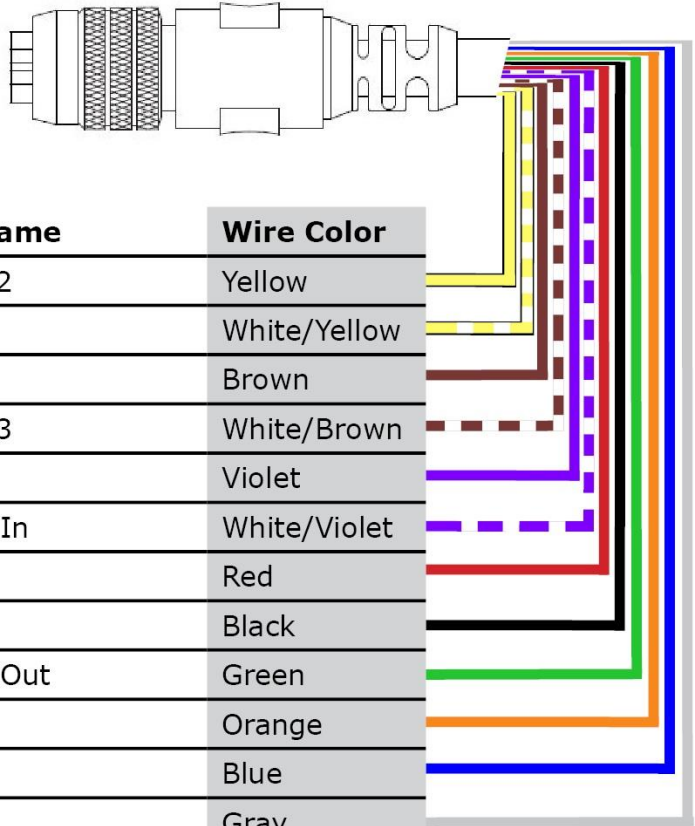 ame Wire Color
2 Yellow
White/Yellow
Brown
3 White/Brown
Violet
In White/Violet
Red
Black
Out Green
Orange
Blue
Gray